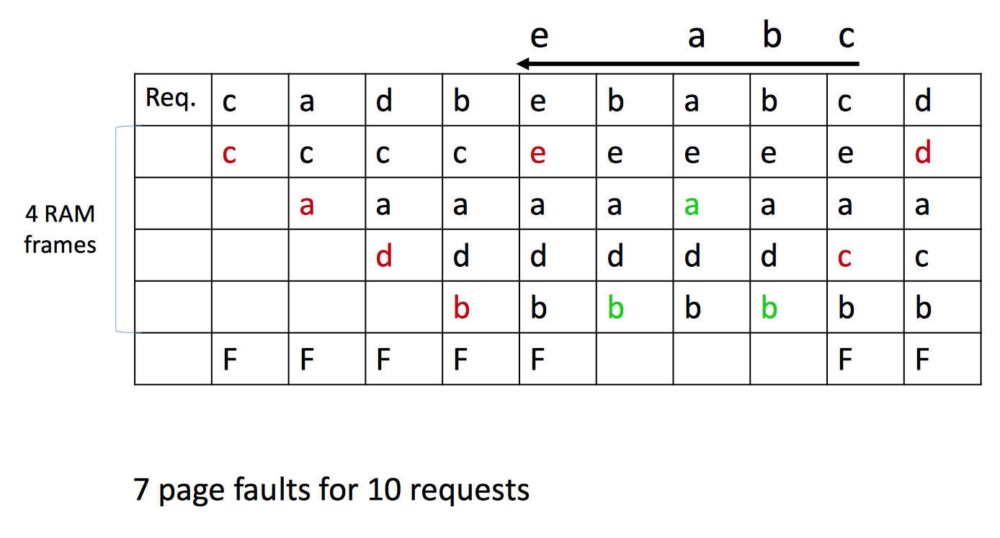 e a b c
Req. c a d b e b a b c d
c c c c e e e e e d
a a a a a a a a a
4 RAM
frames
d d d d d d c c
b b b b b b b
F F F F F F F
7 page faults for 10 requests